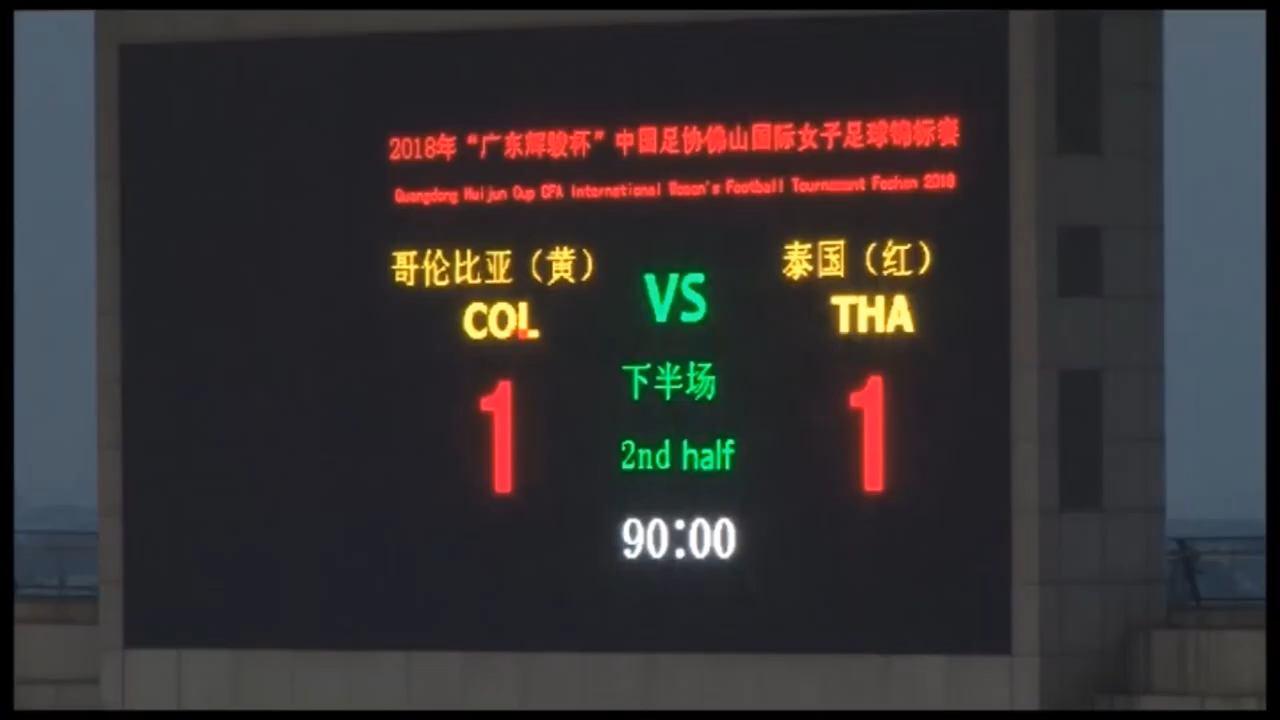 2018年“广东辉骏杯”中国足协佛山国际女子足球锦标赛
Guangdong Huijun Cup CFA International Women's Football Tournament Foshan 2018
哥伦比亚（黄） 泰国（红）
COL VS THA
下半场
1 1
2nd half
90:00